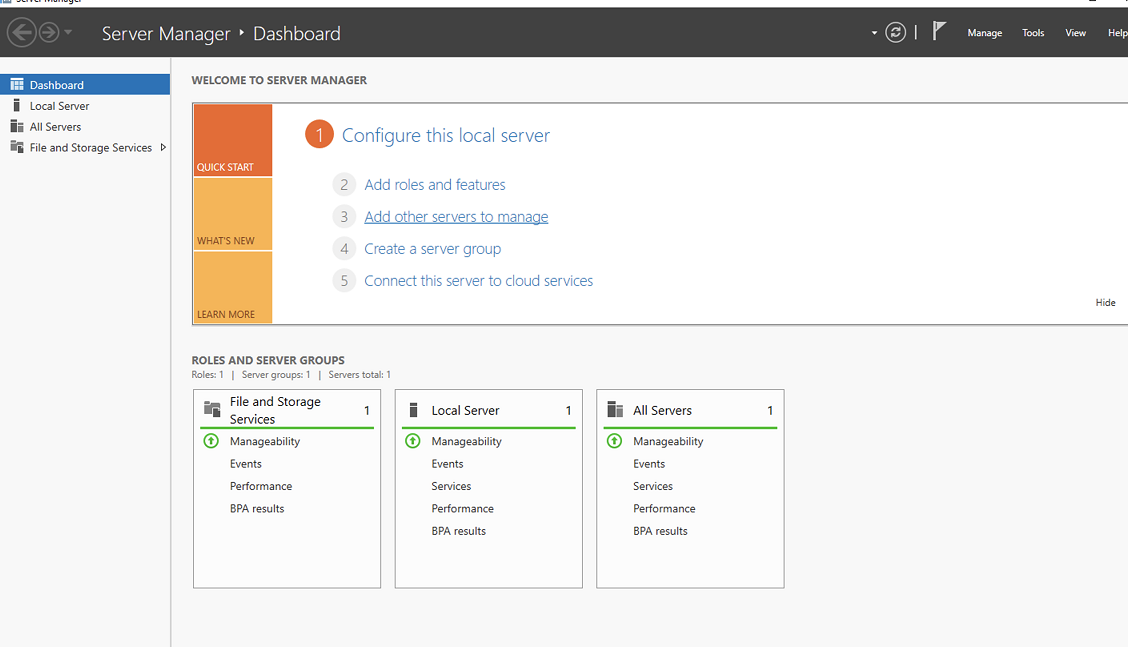 Server Manager
Server Manager ‣ Dashboard
Manage Tools View Help
Dashboard
Local Server
All Servers
File and Storage Services
WELCOME TO SERVER MANAGER
QUICK START
WHAT'S NEW
LEARN MORE
1 Configure this local server
2 Add roles and features
3 Add other servers to manage
4 Create a server group
5 Connect this server to cloud services
Hide
ROLES AND SERVER GROUPS
Roles: 1 | Server groups: 1 | Servers total: 1
File and Storage
Services 1
Manageability
Events
Performance
BPA results
Local Server 1
Manageability
Events
Services
Performance
BPA results
All Servers 1
Manageability
Events
Services
Performance
BPA results